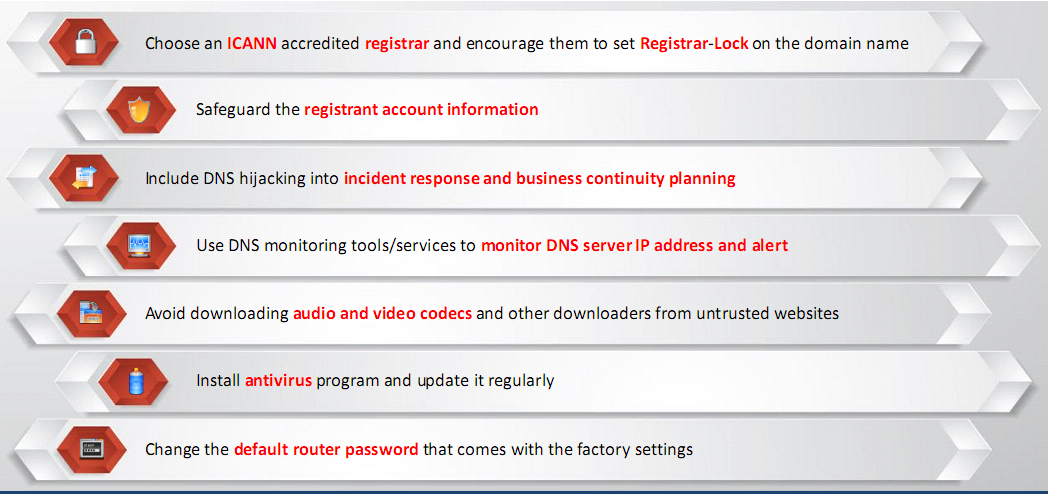 Choose an ICANN accredited registrar and encourage them to set Registrar-Lock on the domain name
Safeguard the registrant account information
Include DNS hijacking into incident response and business continuity planning
Use DNS monitoring tools/services to monitor DNS server IP address and alert
Avoid downloading audio and video codecs and other downloaders from untrusted websites
Install antivirus program and update it regularly
Change the default router password that comes with the factory settings